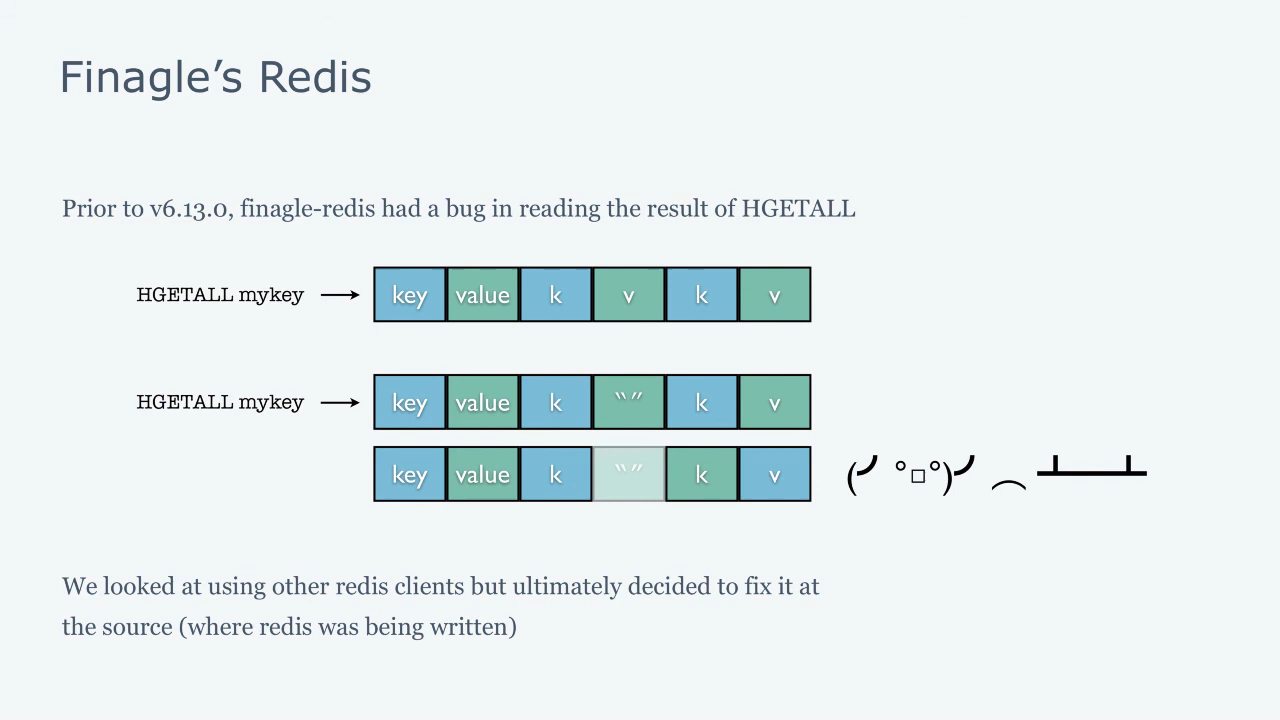 Finagle’s Redis
Prior to v6.13.0, finagle-redis had a bug in reading the result of HGETALL
HGETALL mykey → key value k v k v
HGETALL mykey → key value k “” k v
key value k “” k v (╯°□°)╯︵ ┻━┻
We looked at using other redis clients but ultimately decided to fix it at
the source (where redis was being written)